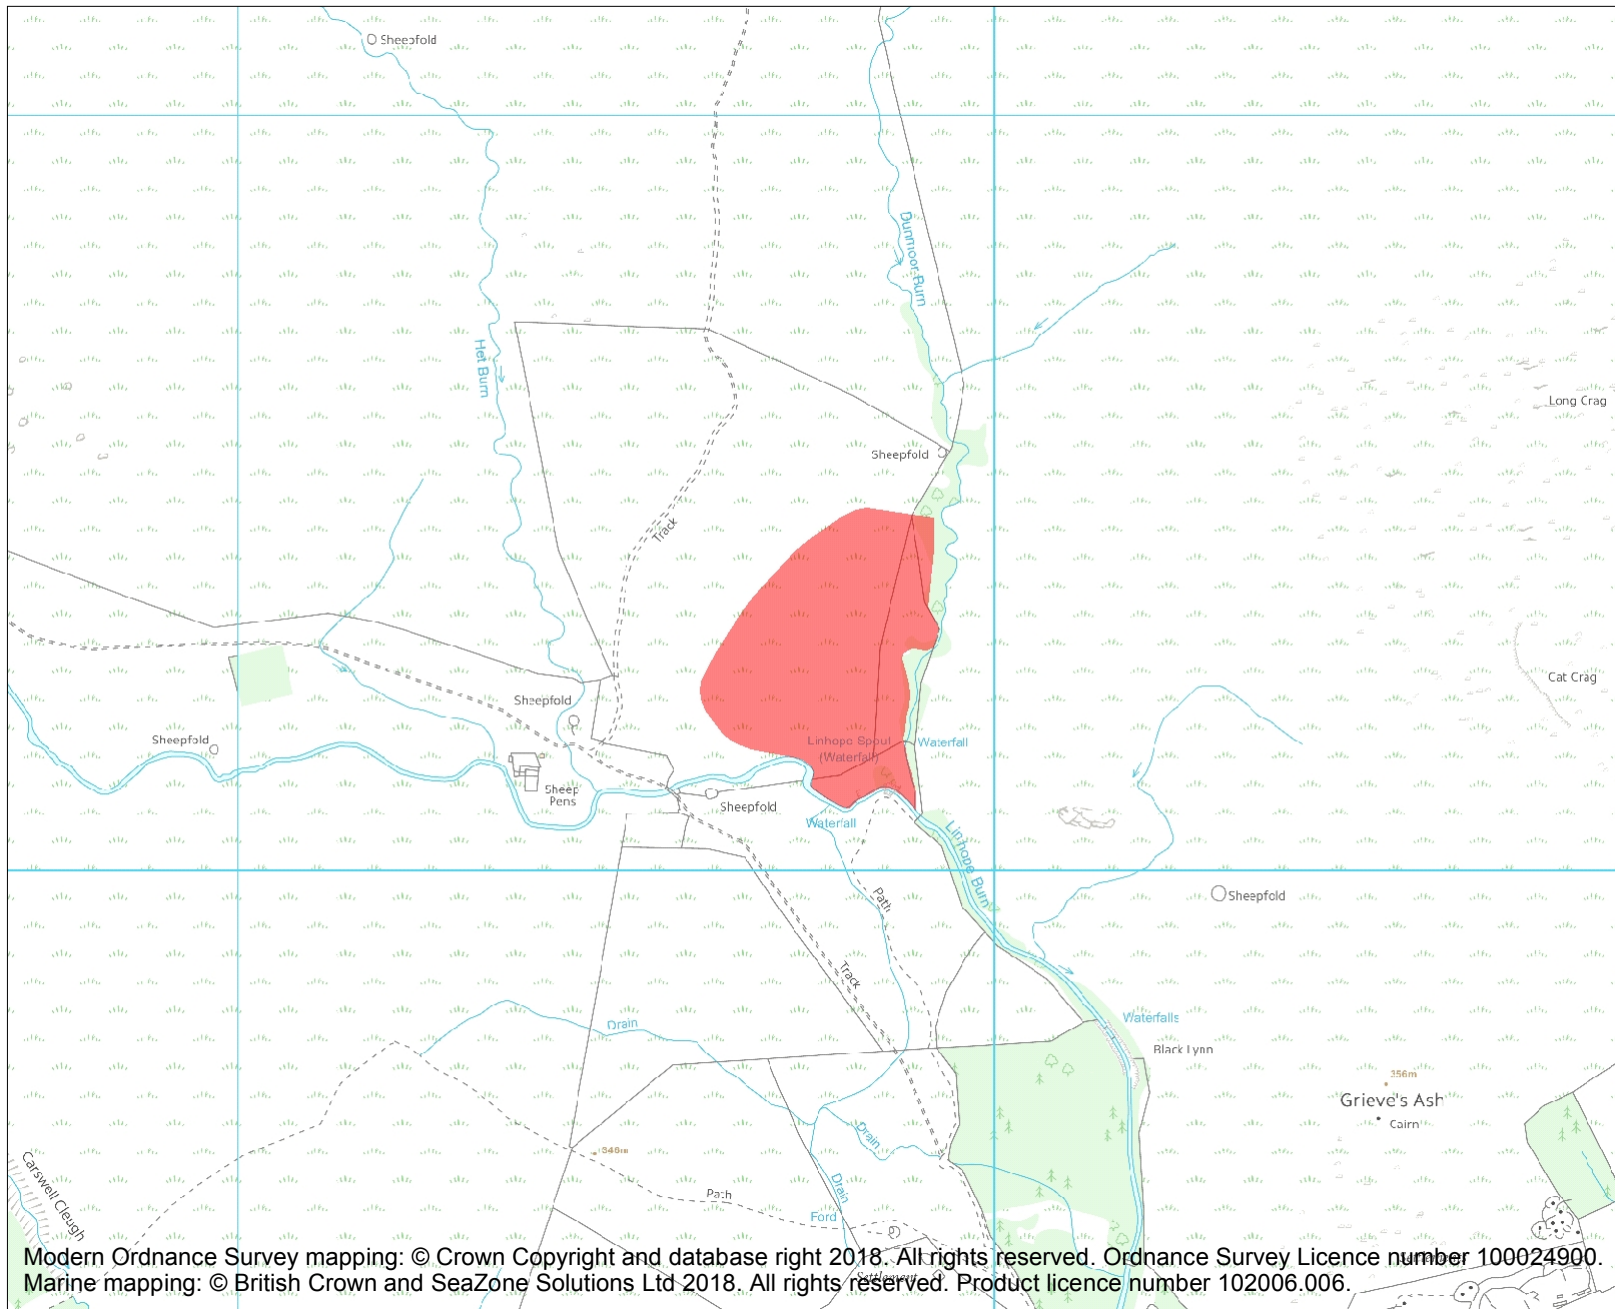 Sheepfold
Dunmoor Burn
Het Burn
Long Crag
Sheepfold
Track
Cat Crag
Sheepfold
Sheepfold
Linhope Spout
(Waterfall)
Waterfall
Sheep
Pens
Sheepfold
Waterfall
Linhope Burn
Path
Sheepfold
Track
Waterfalls
Drain
Black Lynn
356m
Grieve's Ash
Cairn
Drain
346m
Carswell Cleugh
Drain
Path
Ford
Settlement
Modern Ordnance Survey mapping: © Crown Copyright and database right 2018. All rights reserved. Ordnance Survey Licence number 100024900.
Settlement
Marine mapping: © British Crown and SeaZone Solutions Ltd 2018. All rights reserved. Product licence number 102006.006.